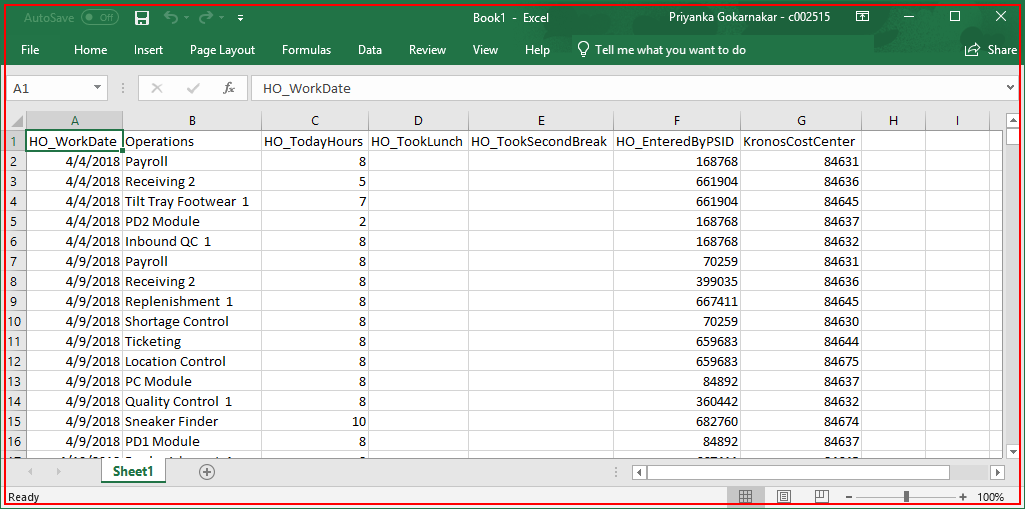 AutoSave Off Book1 - Excel Priyanka Gokarnakar - c002515
File Home Insert Page Layout Formulas Data Review View Help Tell me what you want to do Share
A1 fx HO_WorkDate
A B C D E F G H I
1 HO_WorkDate Operations HO_TodayHours HO_TookLunch HO_TookSecondBreak HO_EnteredByPSID KronosCostCenter
2 4/4/2018 Payroll 8 168768 84631
3 4/4/2018 Receiving 2 5 661904 84636
4 4/4/2018 Tilt Tray Footwear 1 7 661904 84645
5 4/4/2018 PD2 Module 2 168768 84637
6 4/4/2018 Inbound QC 1 8 168768 84632
7 4/9/2018 Payroll 8 70259 84631
8 4/9/2018 Receiving 2 8 399035 84636
9 4/9/2018 Replenishment 1 8 667411 84645
10 4/9/2018 Shortage Control 8 70259 84630
11 4/9/2018 Ticketing 8 659683 84644
12 4/9/2018 Location Control 8 659683 84675
13 4/9/2018 PC Module 8 84892 84637
14 4/9/2018 Quality Control 1 8 360442 84632
15 4/9/2018 Sneaker Finder 10 682760 84674
16 4/9/2018 PD1 Module 8 84892 84637
Sheet1
Ready 100%